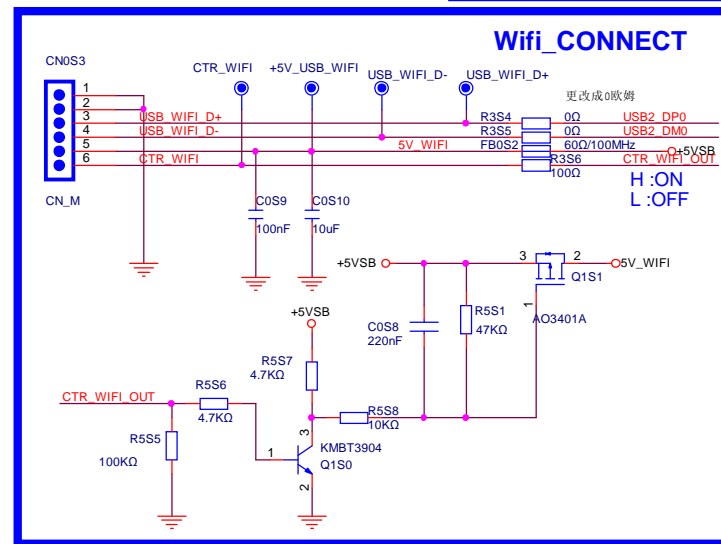 Wifi_CONNECT
CN0S3
CTR_WIFI
+5V_USB_WIFI
USB_WIFI_D-
USB_WIFI_D+
更改成0欧姆
1
2
3
USB_WIFI_D+
R3S4
0Ω
USB2_DP0
4
USB_WIFI_D-
R3S5
0Ω
USB2_DM0
5
5V_WIFI
FB0S2
60Ω/100MHz
+5VSB
6
CTR_WIFI
R3S6
CTR_WIFI_OUT
100Ω
H :ON
L :OFF
CN_M
C0S9
100nF
C0S10
10uF
+5VSB
3
2
5V_WIFI
Q1S1
1
AO3401A
C0S8
220nF
R5S1
47KΩ
+5VSB
R5S7
4.7KΩ
CTR_WIFI_OUT
R5S6
4.7KΩ
R5S8
10KΩ
R5S5
100KΩ
3
1
2
KMBT3904
Q1S0